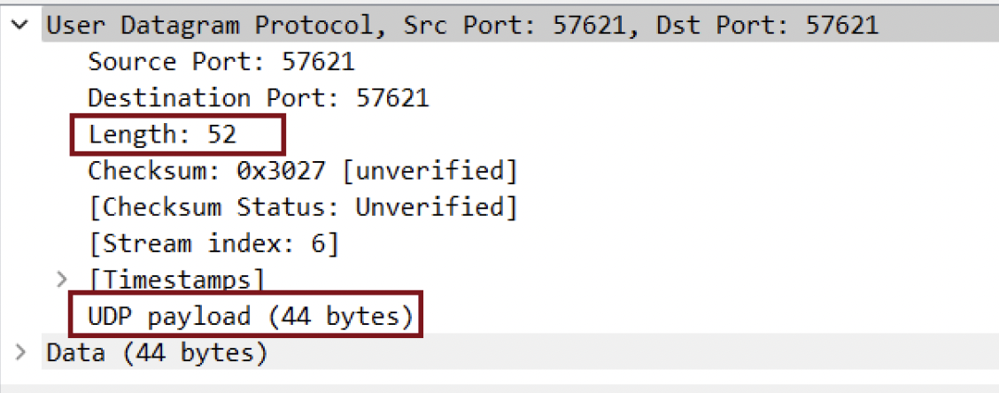 User Datagram Protocol, Src Port: 57621, Dst Port: 57621
Source Port: 57621
Destination Port: 57621
Length: 52
Checksum: 0x3027 [unverified]
[Checksum Status: Unverified]
[Stream index: 6]
[Timestamps]
UDP payload (44 bytes)
Data (44 bytes)